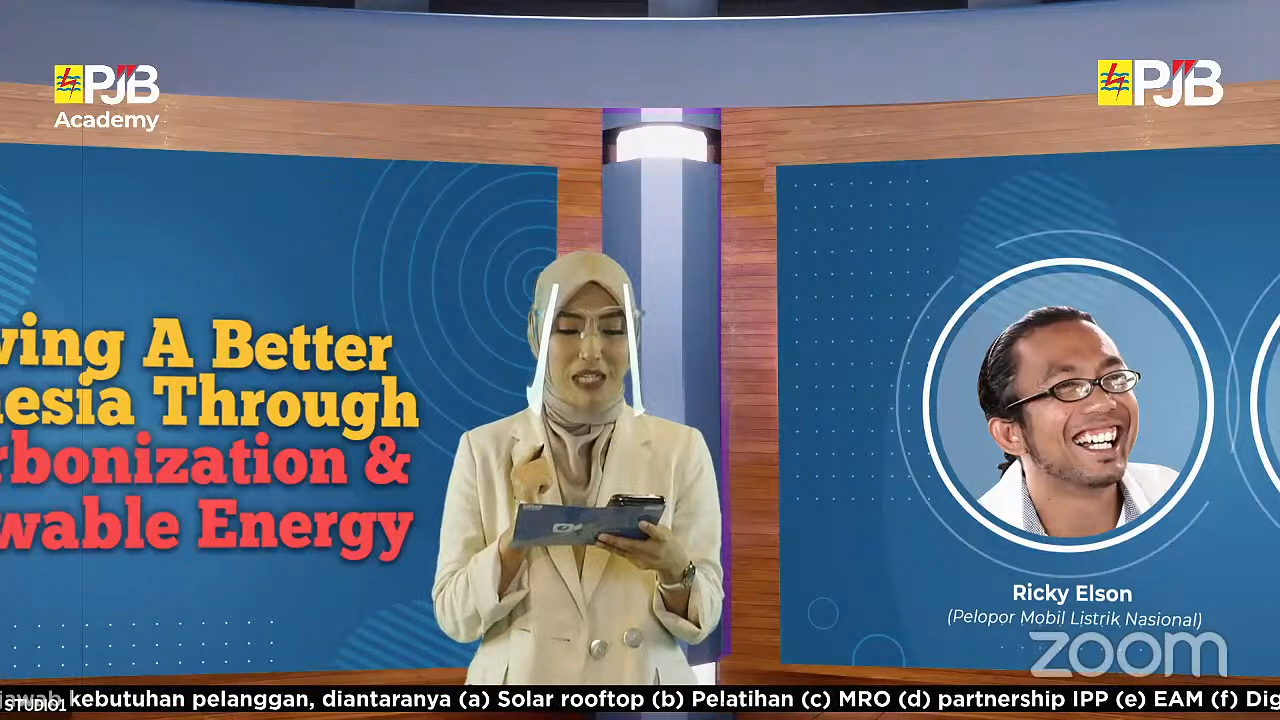 PJB
Academy
PJB
ving A Better
esia Through
rbonization &
wable Energy
Ricky Elson
(Pelopor Mobil Listrik Nasional)
zoom
kebutuhan pelanggan, diantaranya (a) Solar rooftop (b) Pelatihan (c) MRO (d) partnership IPP (e) EAM (f) Dig
STUDIO1